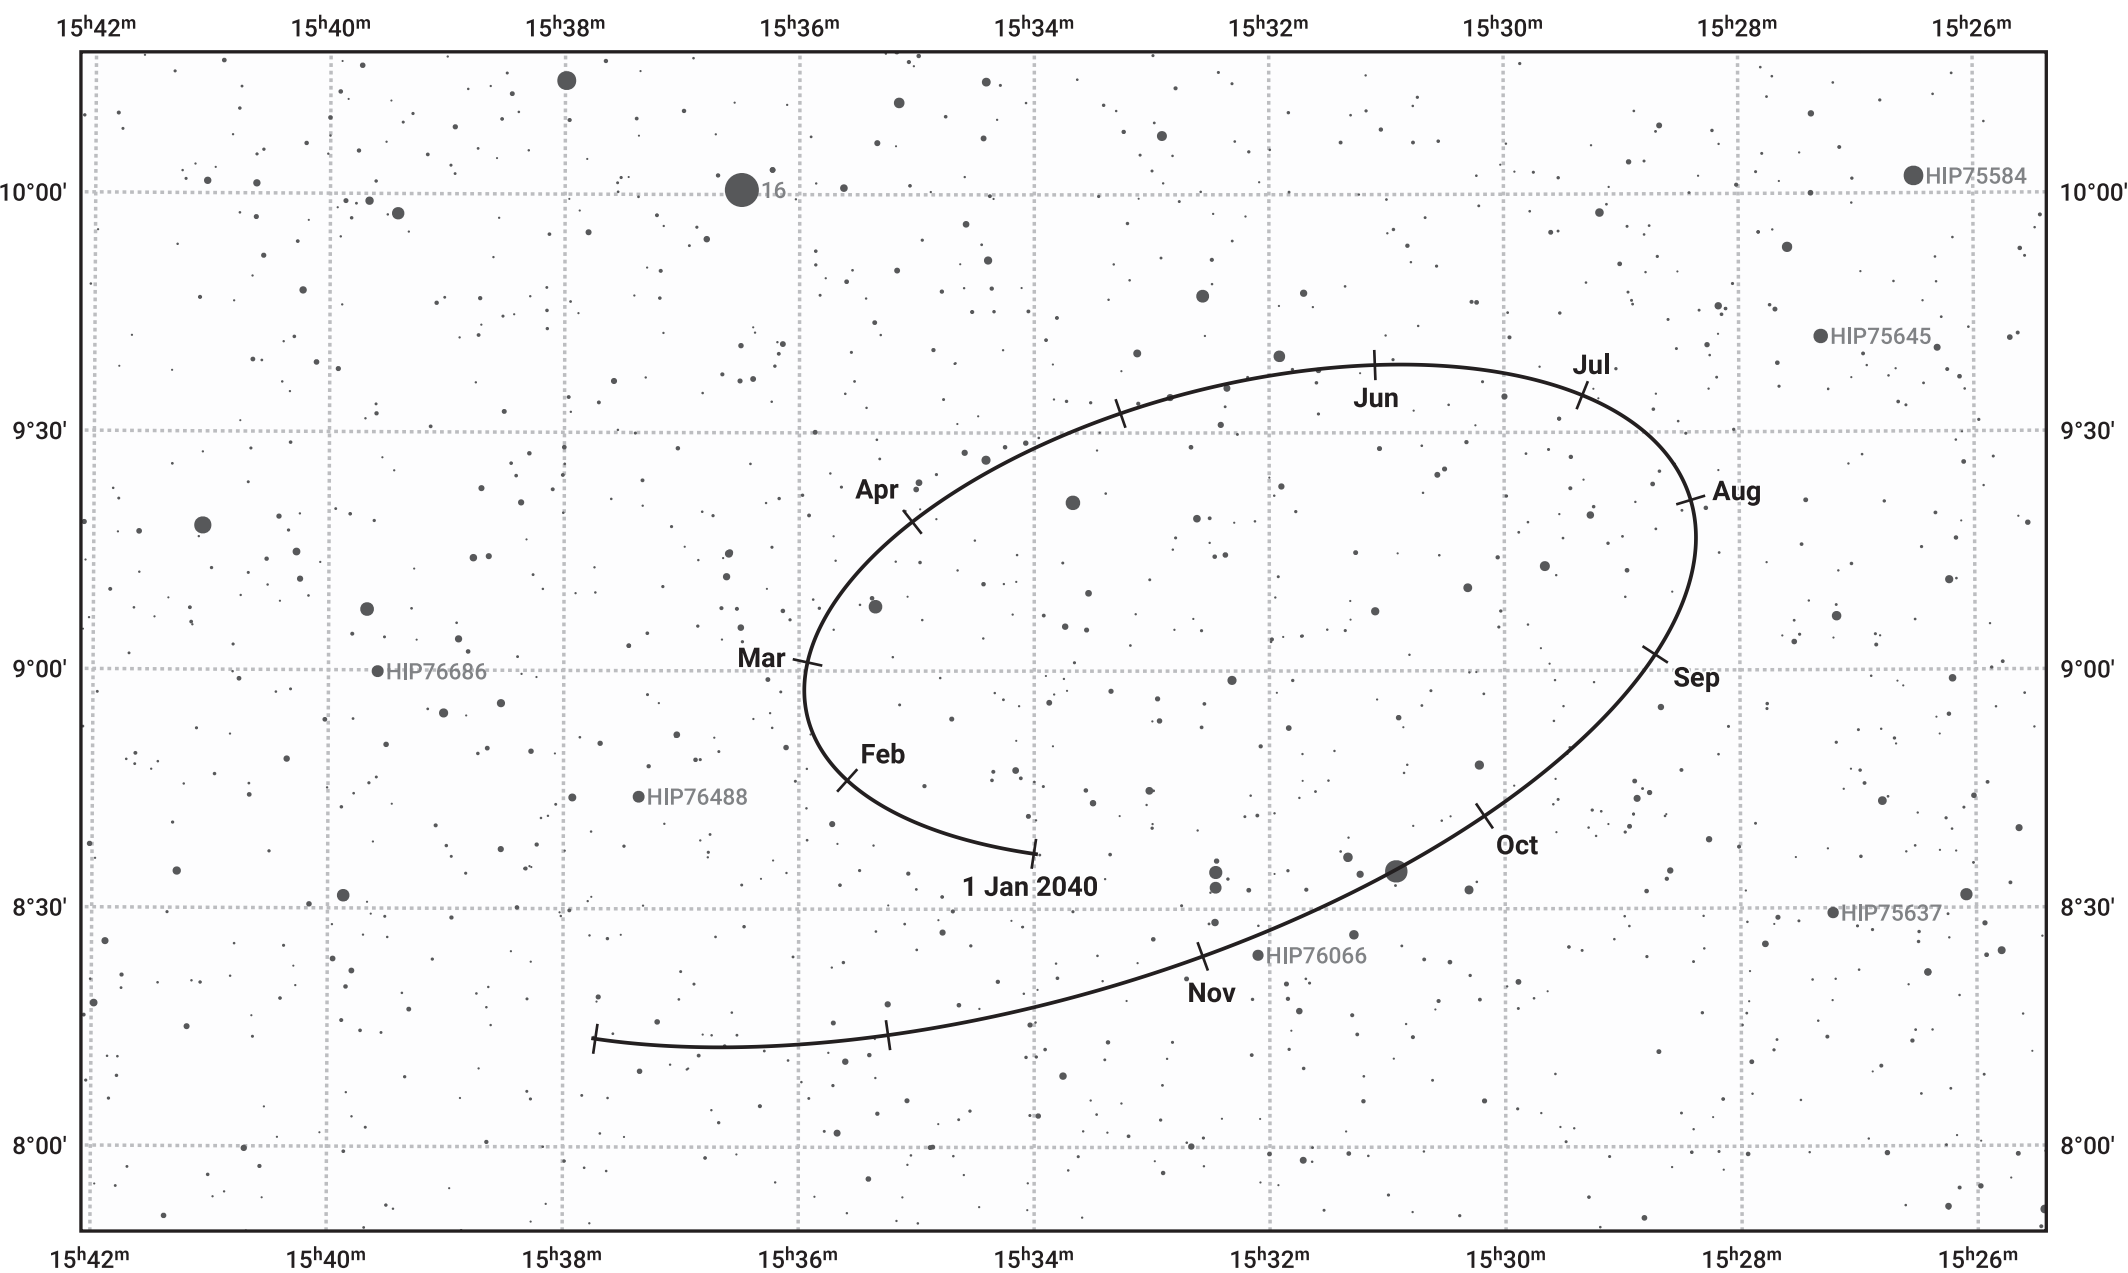 15h42m 15h40m 15h38m 15h36m 15h34m 15h32m 15h30m 15h28m 15h26m
16
HIP75584
10°00' 10°00'
HIP75645
Jul
Jun
9°30' 9°30'
Apr
Aug
Mar
9°00' 9°00'
HIP76686
Sep
Feb
HIP76488
Oct
1 Jan 2040
8°30' 8°30'
HIP75637
HIP76066
Nov
8°00' 8°00'
15h42m 15h40m 15h38m 15h36m 15h34m 15h32m 15h30m 15h28m 15h26m